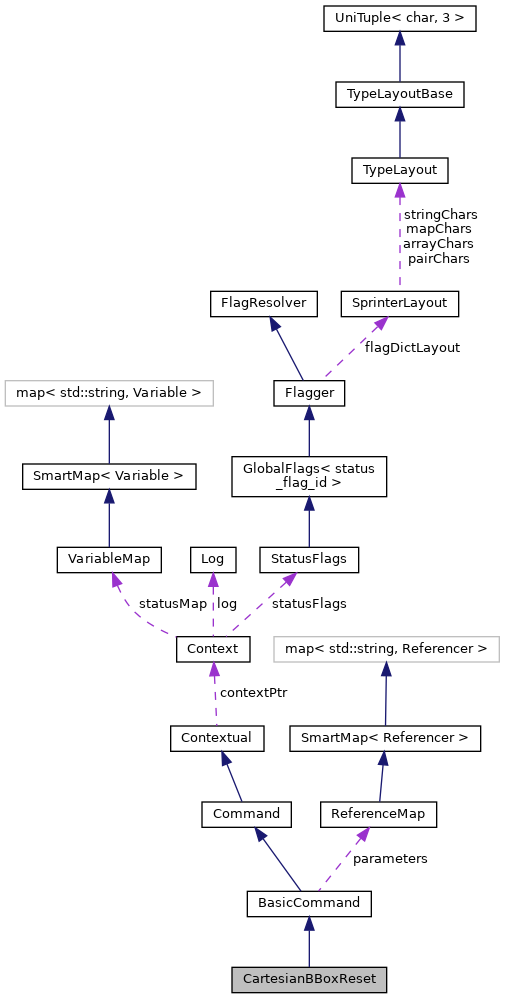 UniTuple< char, 3 >
TypeLayoutBase
TypeLayout
stringChars
mapChars
arrayChars
pairChars
FlagResolver
SprinterLayout
flagDictLayout
map< std::string, Variable >
Flagger
SmartMap< Variable >
GlobalFlags< status
_flag_id >
VariableMap
Log
StatusFlags
statusMap
log
statusFlags
Context
map< std::string, Referencer >
contextPtr
Contextual
SmartMap< Referencer >
Command
ReferenceMap
parameters
BasicCommand
CartesianBBoxReset